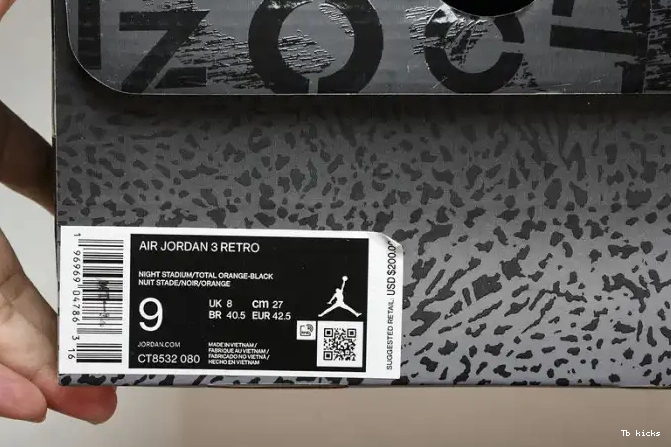 AIR JORDAN 3 RETRO
NIGHT STADIUM/TOTAL ORANGE-BLACK
NUIT STADE/NOIR/ORANGE
9
UK 8 cm 27
BR 40.5 EUR 42.5
JORDAN.COM
CT8532 080
MADE IN VIETNAM /
FABRIQUE AU VIETNAM /
FABRICADO NO VIETNA /
HECHO EN VIETNAM
1 96969 04786 3 16
SUGGESTED RETAIL USD $200.0
Tb kicks